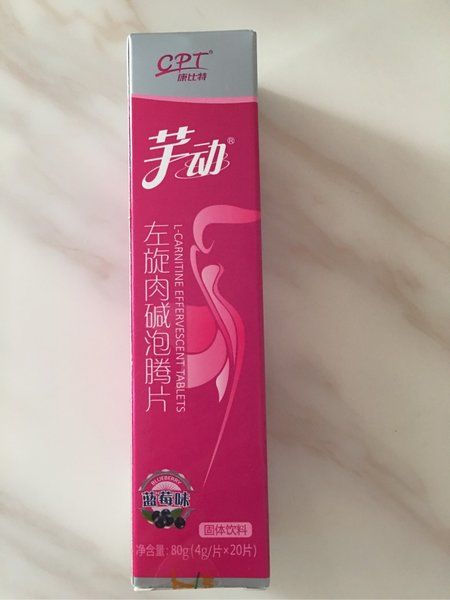 CPT®
康比特
芊动®
左旋肉碱泡腾片
L-CARNITINE EFFERVESCENT TABLETS
BLUEBERRY
蓝莓味
固体饮料
净含量: 80g (4g/片×20片)